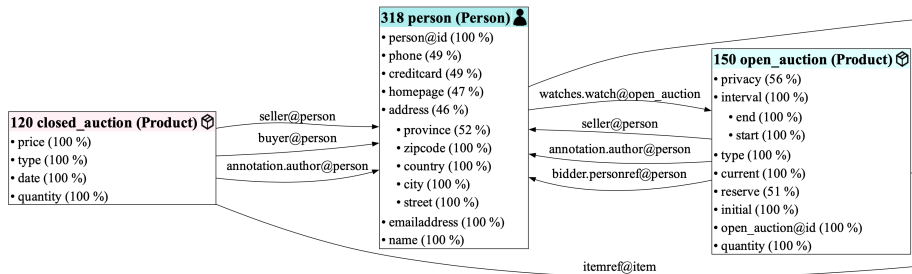 318 person (Person)
• person@id (100 %)
• phone (49 %)
• creditcard (49 %)
• homepage (47 %)
• address (46 %)
• province (52 %)
• zipcode (100 %)
• country (100 %)
• city (100 %)
• street (100 %)
• emailaddress (100 %)
• name (100 %)
150 open_auction (Product)
• privacy (56 %)
• interval (100 %)
• end (100 %)
• start (100 %)
• type (100 %)
• current (100 %)
• reserve (51 %)
• initial (100 %)
• open_auction@id (100 %)
• quantity (100 %)
120 closed_auction (Product)
• price (100 %)
• type (100 %)
• date (100 %)
• quantity (100 %)
seller@person
buyer@person
annotation.author@person
watches.watch@open_auction
seller@person
annotation.author@person
bidder.personref@person
itemref@item